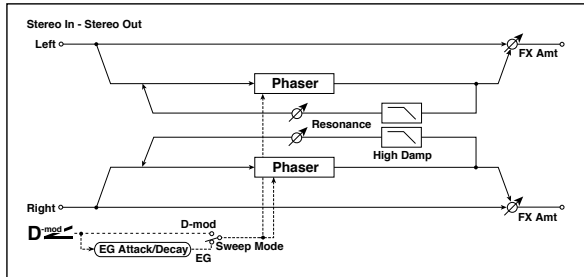 Stereo In - Stereo Out
Left
FX Amt
Phaser
Resonance
High Damp
Phaser
Right
FX Amt
D-mod
D-mod
EG Attack/Decay
EG
Sweep Mode